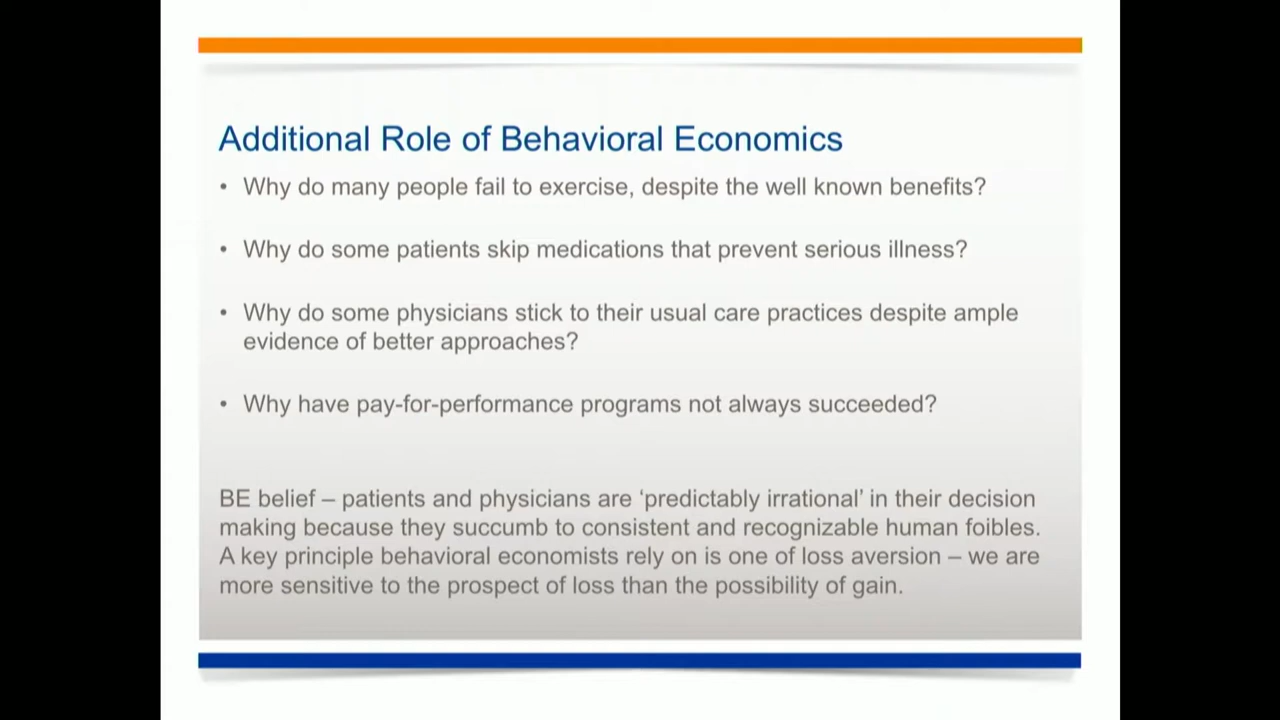 Additional Role of Behavioral Economics
• Why do many people fail to exercise, despite the well known benefits?
• Why do some patients skip medications that prevent serious illness?
• Why do some physicians stick to their usual care practices despite ample
evidence of better approaches?
• Why have pay-for-performance programs not always succeeded?
BE belief – patients and physicians are ‘predictably irrational’ in their decision
making because they succumb to consistent and recognizable human foibles.
A key principle behavioral economists rely on is one of loss aversion – we are
more sensitive to the prospect of loss than the possibility of gain.